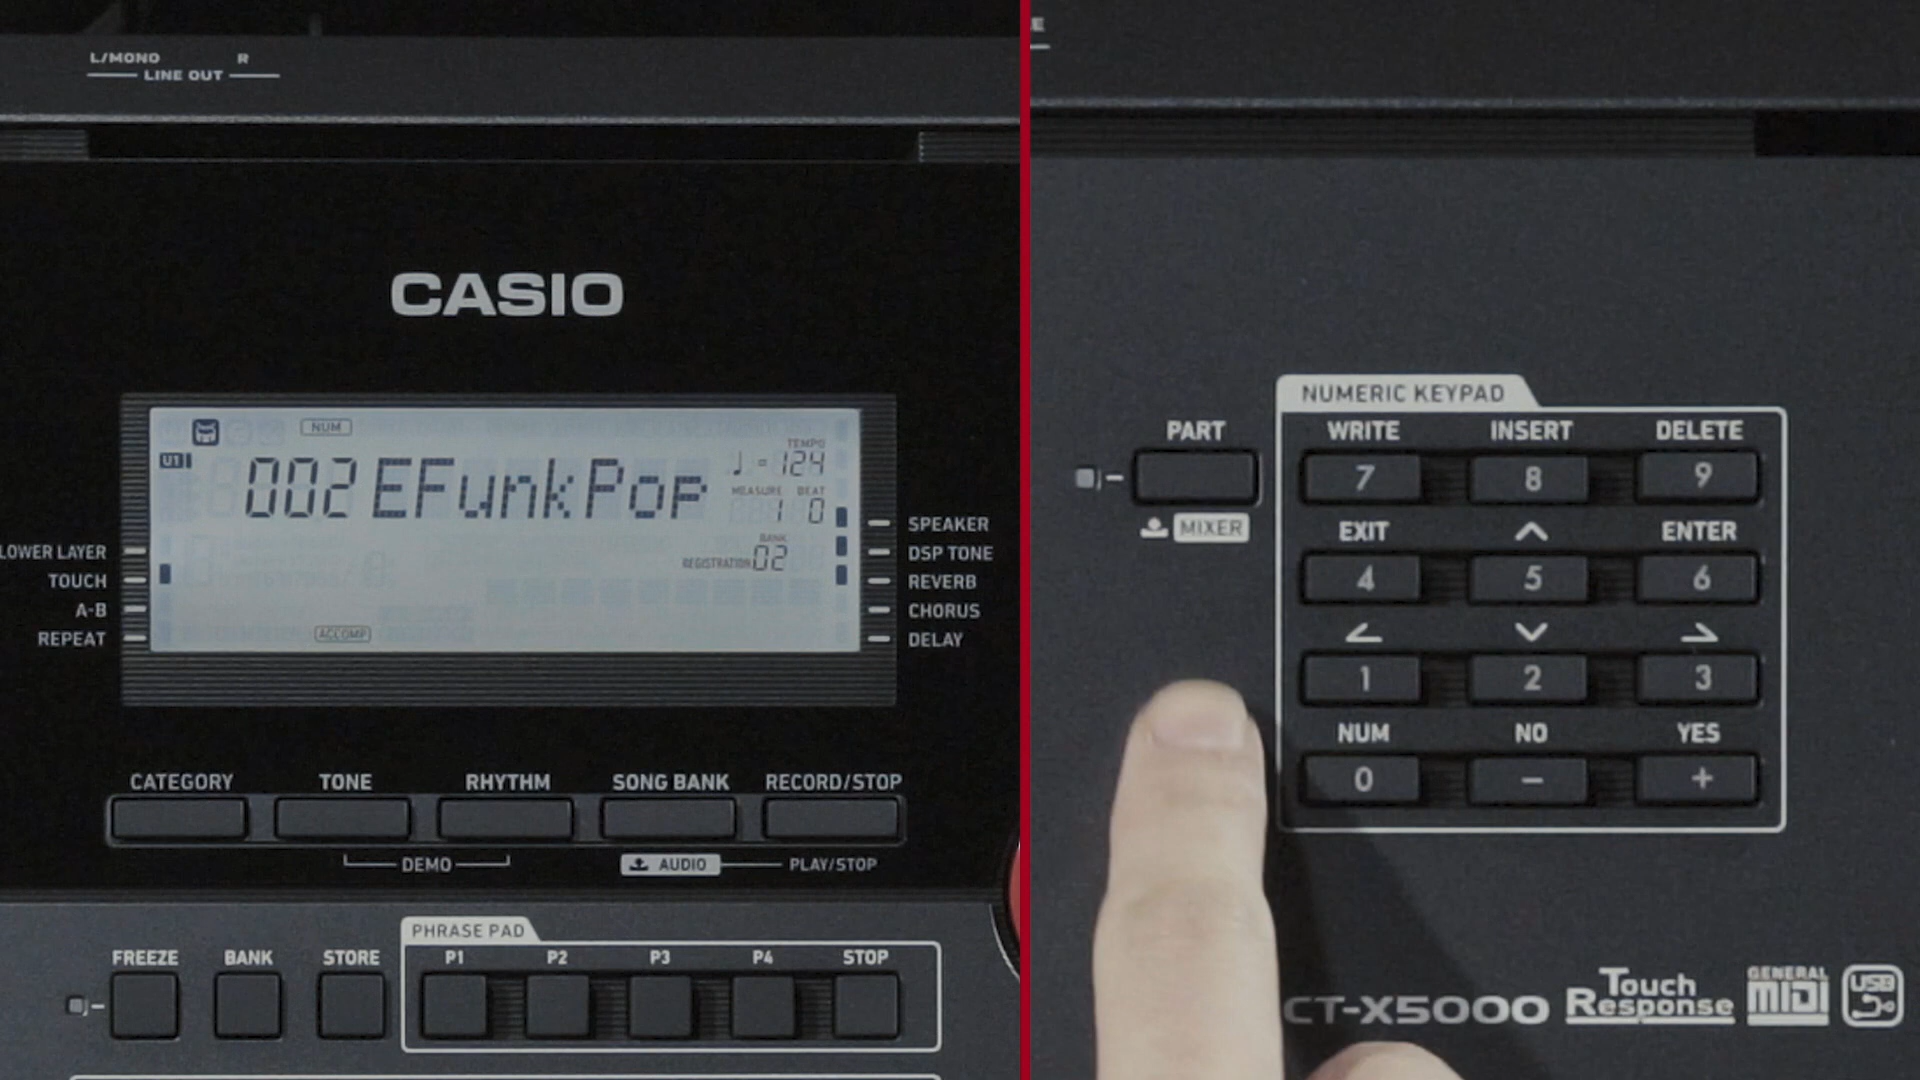 L/MONO R
LINE OUT
CASIO
NUM
TEMPO
U1
002 EFunkPop
♩ = 124
MEASURE BEAT
1 0
BANK
REGISTRATION 02
ACCOMP
LOWER LAYER
TOUCH
A-B
REPEAT
SPEAKER
DSP TONE
REVERB
CHORUS
DELAY
CATEGORY TONE RHYTHM SONG BANK RECORD/STOP
DEMO AUDIO PLAY/STOP
PHRASE PAD
FREEZE BANK STORE P1 P2 P3 P4 STOP
E
NUMERIC KEYPAD
PART
MIXER
WRITE INSERT DELETE
7 8 9
EXIT ENTER
4 5 6
1 2 3
NUM NO YES
0 − +
CT-X5000
Touch
Response
GENERAL
MIDI
USB